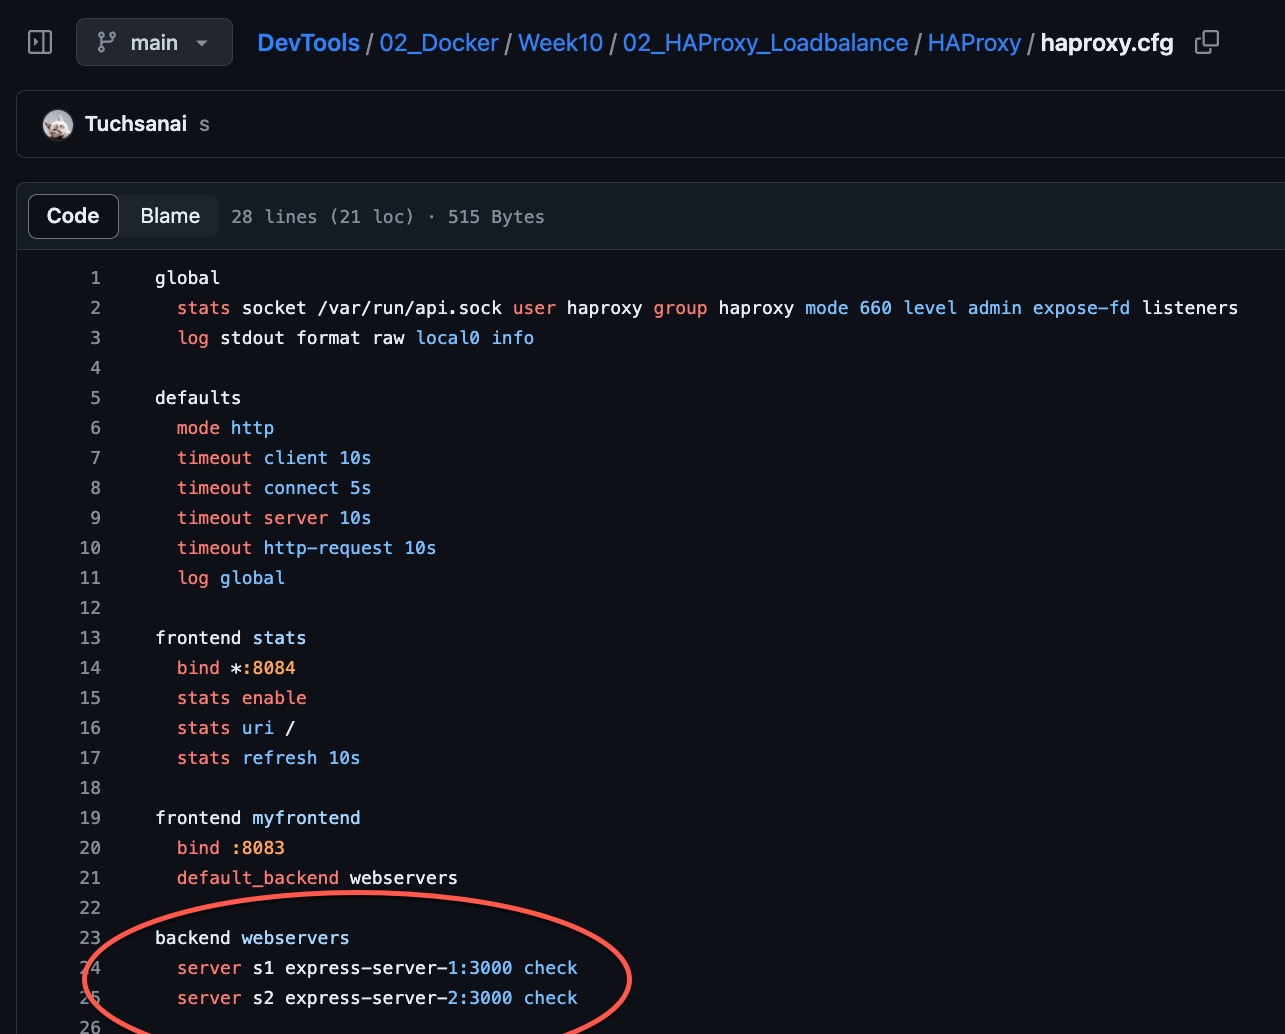 main
DevTools / 02_Docker / Week10 / 02_HAProxy_Loadbalance / HAProxy / haproxy.cfg
Tuchsanai s
Code Blame 28 lines (21 loc) · 515 Bytes
1 global
2 stats socket /var/run/api.sock user haproxy group haproxy mode 660 level admin expose-fd listeners
3 log stdout format raw local0 info
4
5 defaults
6 mode http
7 timeout client 10s
8 timeout connect 5s
9 timeout server 10s
10 timeout http-request 10s
11 log global
12
13 frontend stats
14 bind *:8084
15 stats enable
16 stats uri /
17 stats refresh 10s
18
19 frontend myfrontend
20 bind :8083
21 default_backend webservers
22
23 backend webservers
24 server s1 express-server-1:3000 check
25 server s2 express-server-2:3000 check
26